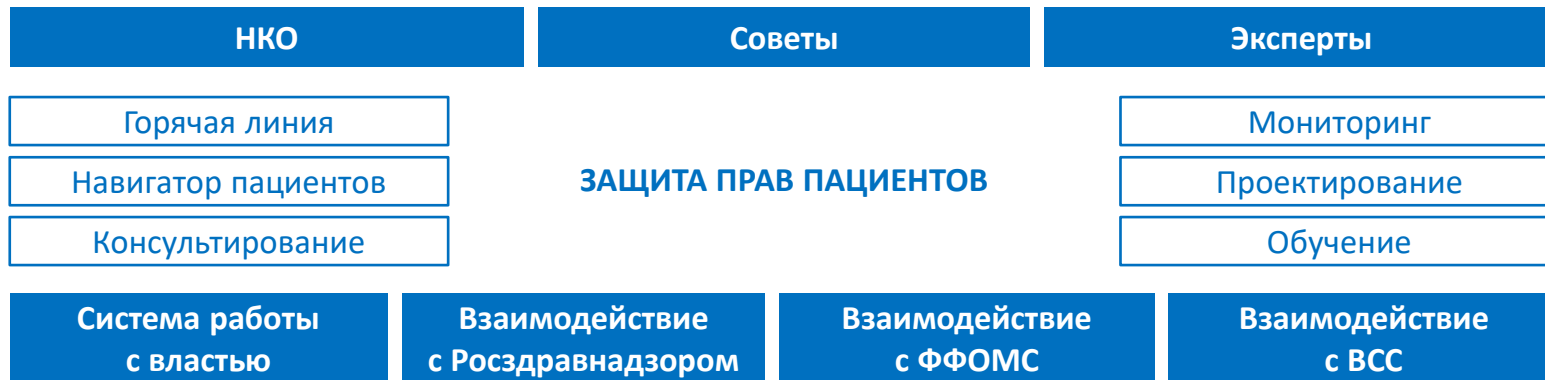 НКО
Советы
Эксперты
Горячая линия
Навигатор пациентов
Консультирование
ЗАЩИТА ПРАВ ПАЦИЕНТОВ
Мониторинг
Проектирование
Обучение
Система работы
с властью
Взаимодействие
с Росздравнадзором
Взаимодействие
с ФФОМС
Взаимодействие
с ВСС